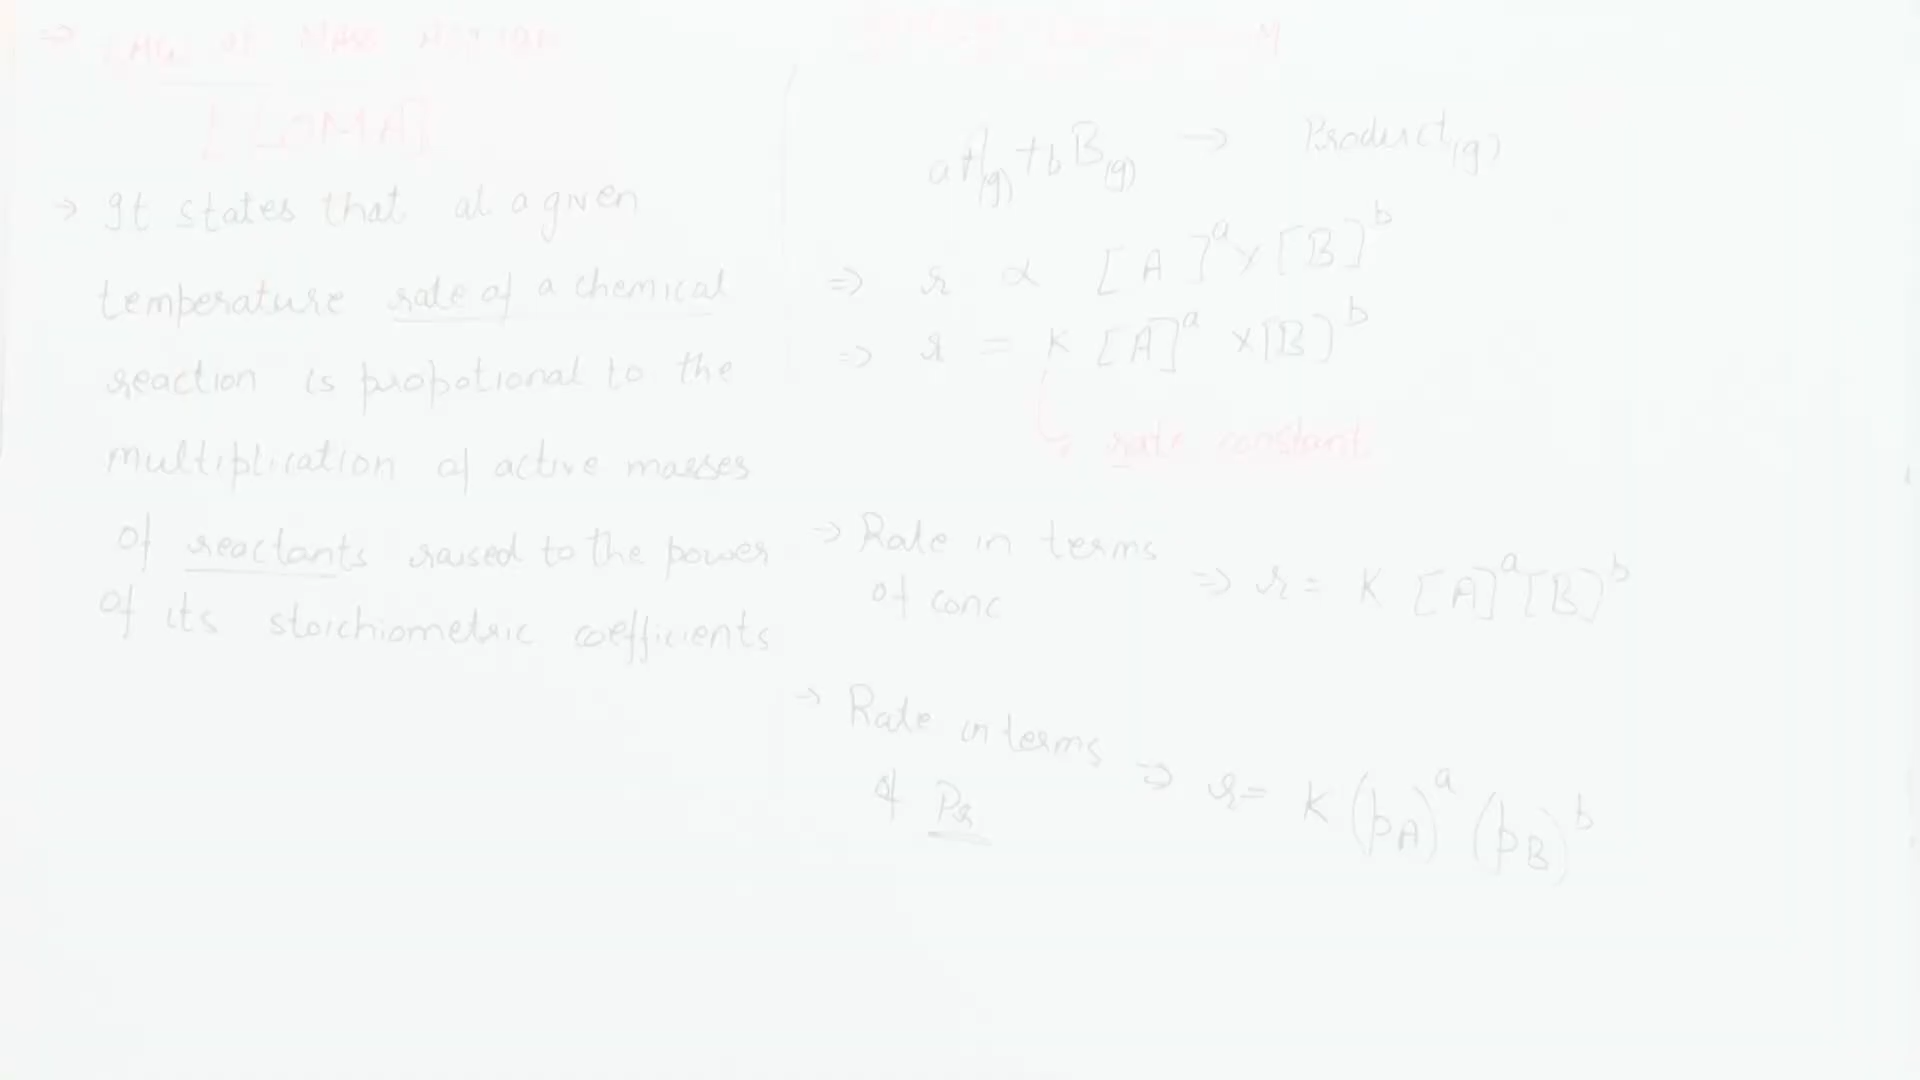 ⇒ Law of Mass Action
[LOMA]
→ It states that at a given
temperature rate of a chemical
reaction is propotional to the
multiplication of active masses
of reactants raised to the power
of its stoichiometric coefficients
aA(g) + bB(g) → Product(g)
⇒ r ∝ [A]^a × [B]^b
⇒ r = K [A]^a × [B]^b
↳ rate constant
→ Rate in terms
of conc ⇒ r = K [A]^a [B]^b
→ Rate in terms
of Pr ⇒ r = K (pA)^a (pB)^b